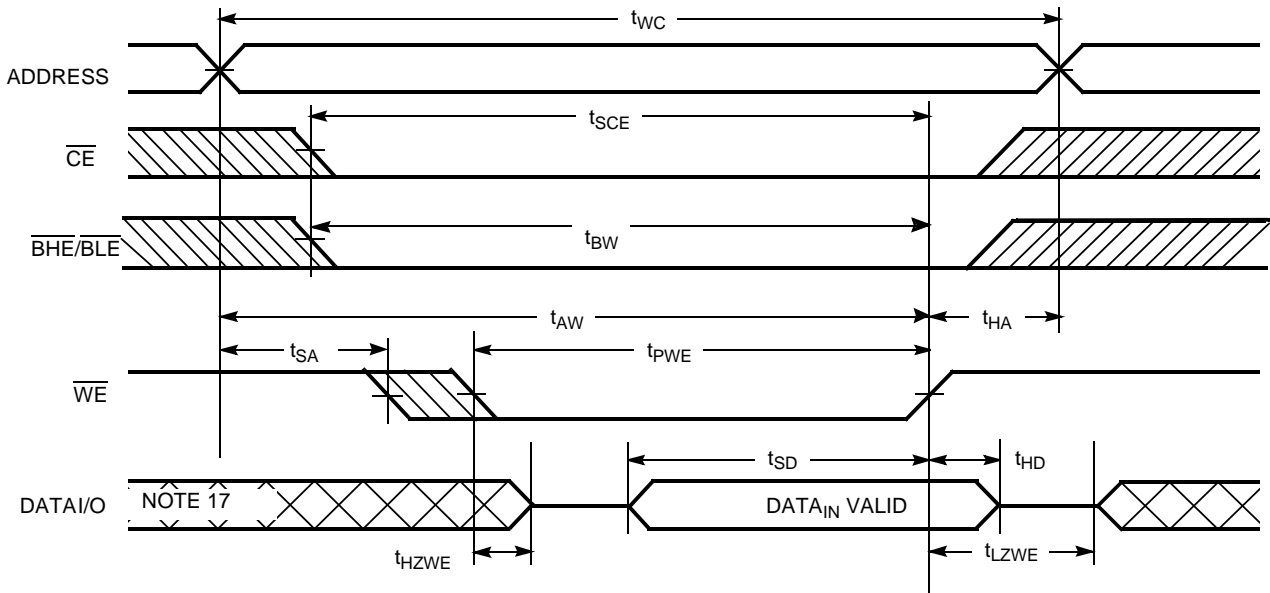 tWC
ADDRESS
tSCE
CE
BHE/BLE
tBW
tAW
tHA
tSA
tPWE
WE
tSD
tHD
DATAI/O
NOTE 17
DATAIN VALID
tHZWE
tLZWE